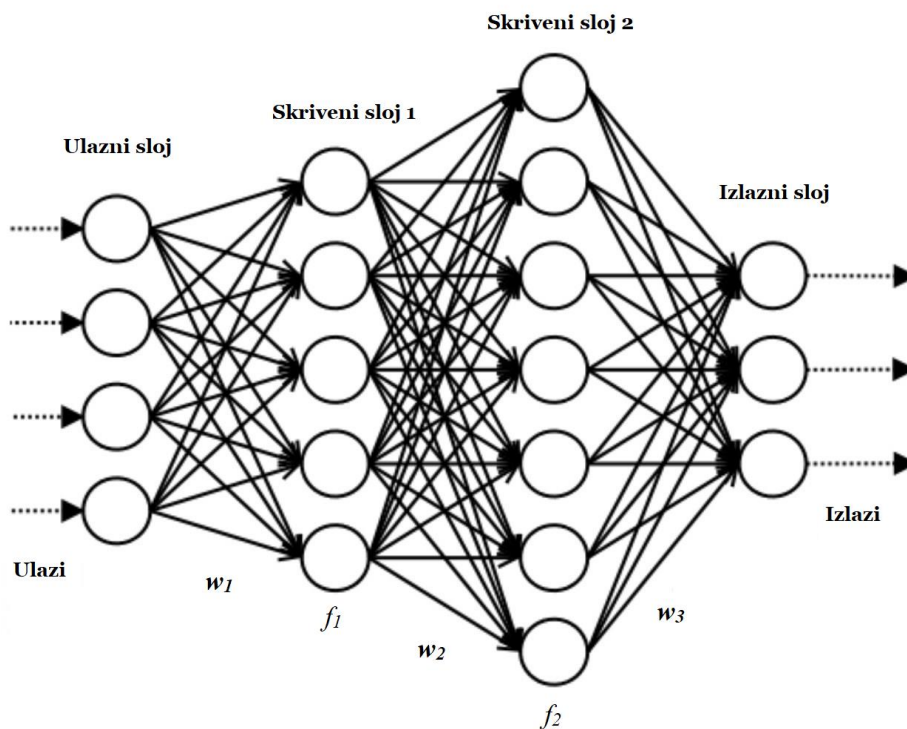 Skriveni sloj 2
Skriveni sloj 1
Ulazni sloj
Izlazni sloj
Izlazi
Ulazi
w1
f1
w2
w3
f2